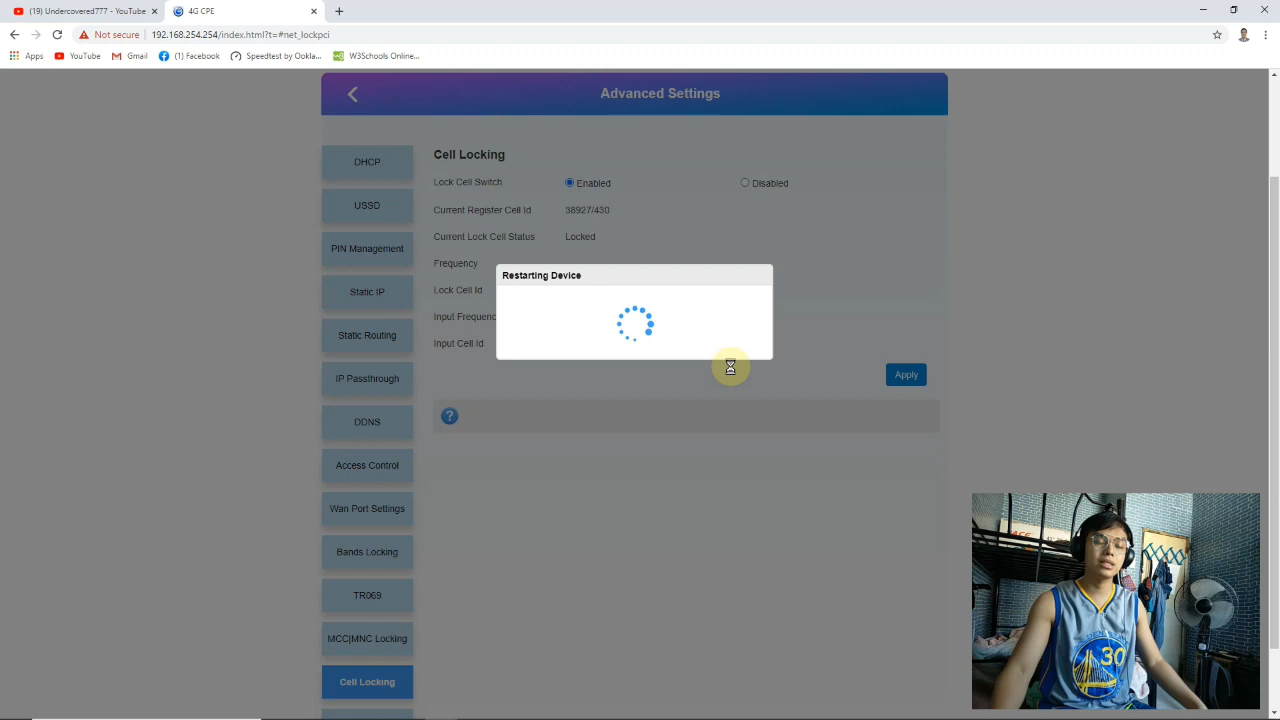 (19) Undercovered777 - YouTube
4G CPE
Not secure
192.168.254.254/index.html?t=#net_lockpci
Apps
YouTube
Gmail
(1) Facebook
Speedtest by Ookla...
W3Schools Online...
Advanced Settings
DHCP
USSD
PIN Management
Static IP
Static Routing
IP Passthrough
DDNS
Access Control
Wan Port Settings
Bands Locking
TR069
MCC|MNC Locking
Cell Locking
Cell Locking
Lock Cell Switch
Enabled
Disabled
Current Register Cell Id
38927/430
Current Lock Cell Status
Locked
Frequency
Lock Cell Id
Input Frequenc
Input Cell Id
Restarting Device
Apply
?
30